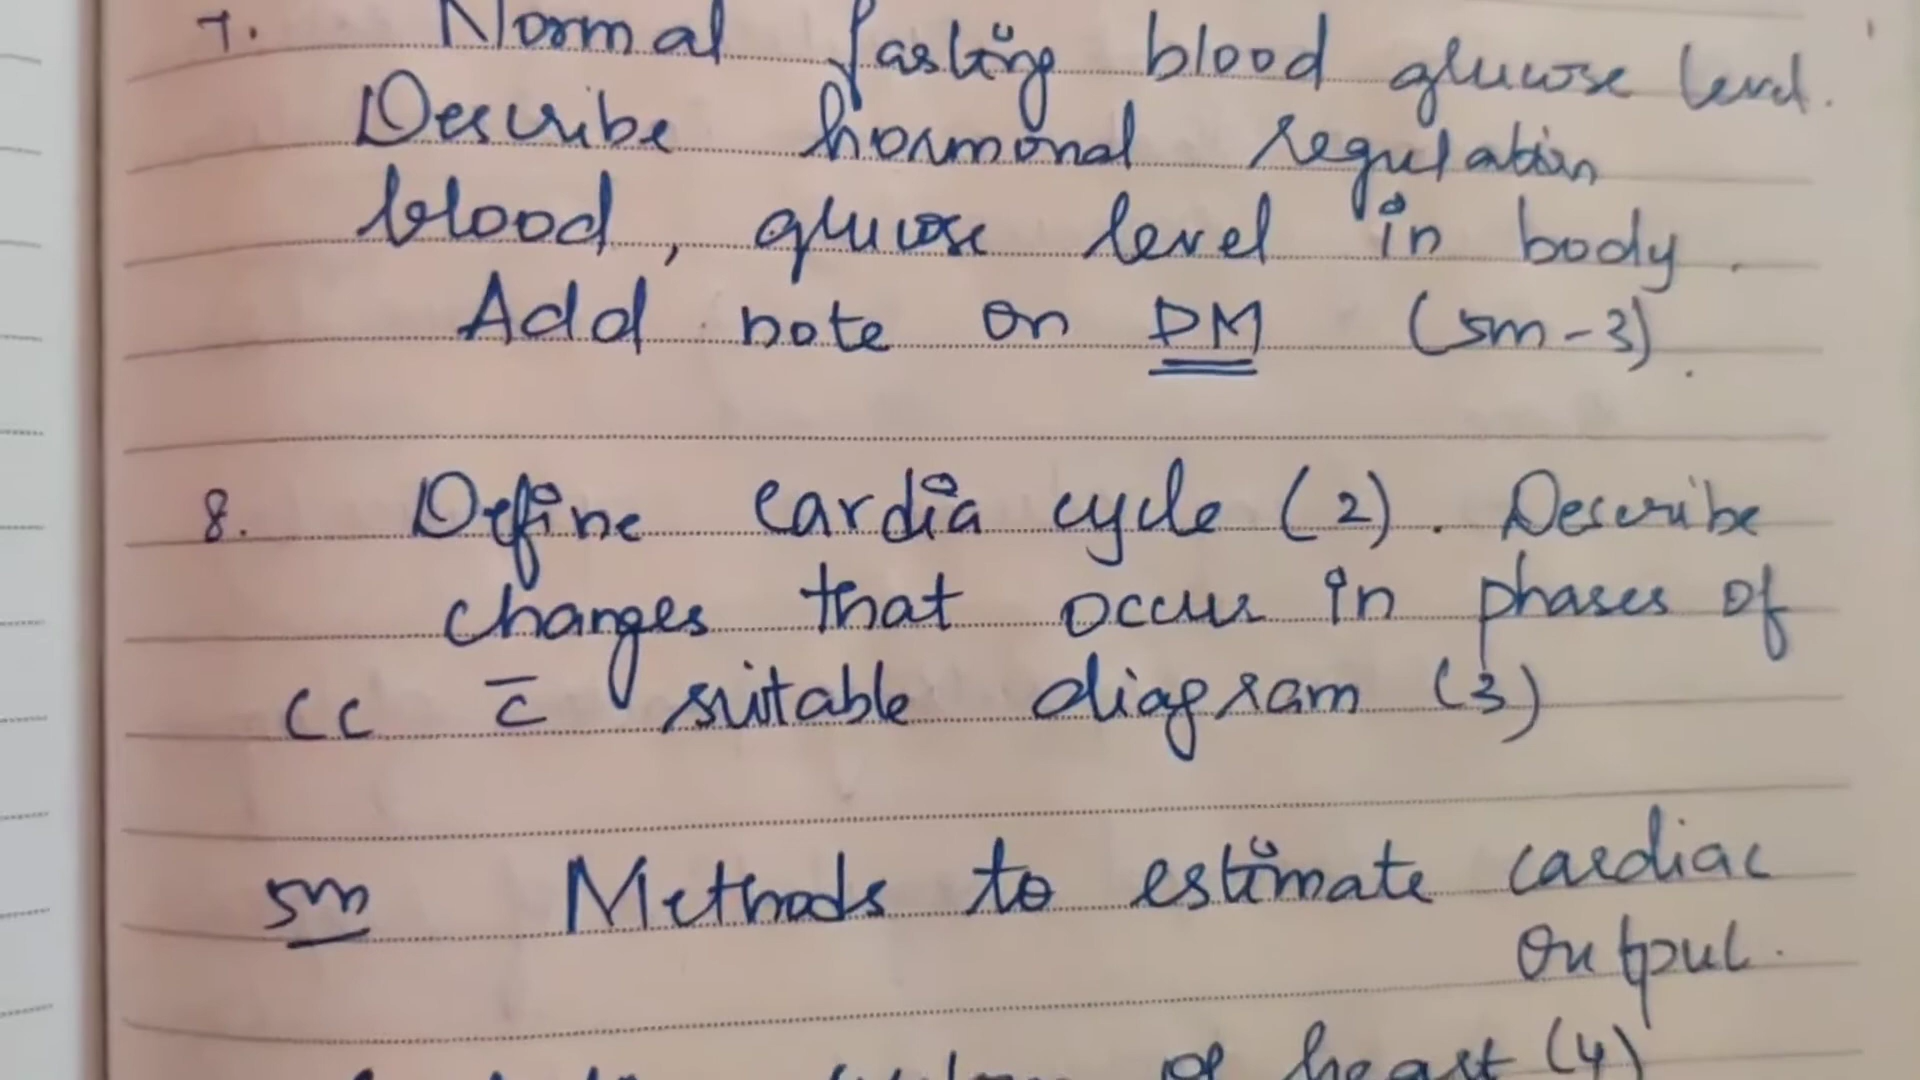 7. Normal fasting blood glucose level.
Describe hormonal regulation
blood, glucose level in body.
Add note on DM (5m-3).
8. Define cardia cycle (2). Describe
changes that occur in phases of
CC c̄ suitable diagram (3)
5m Methods to estimate cardiac
output.
of heart (4)